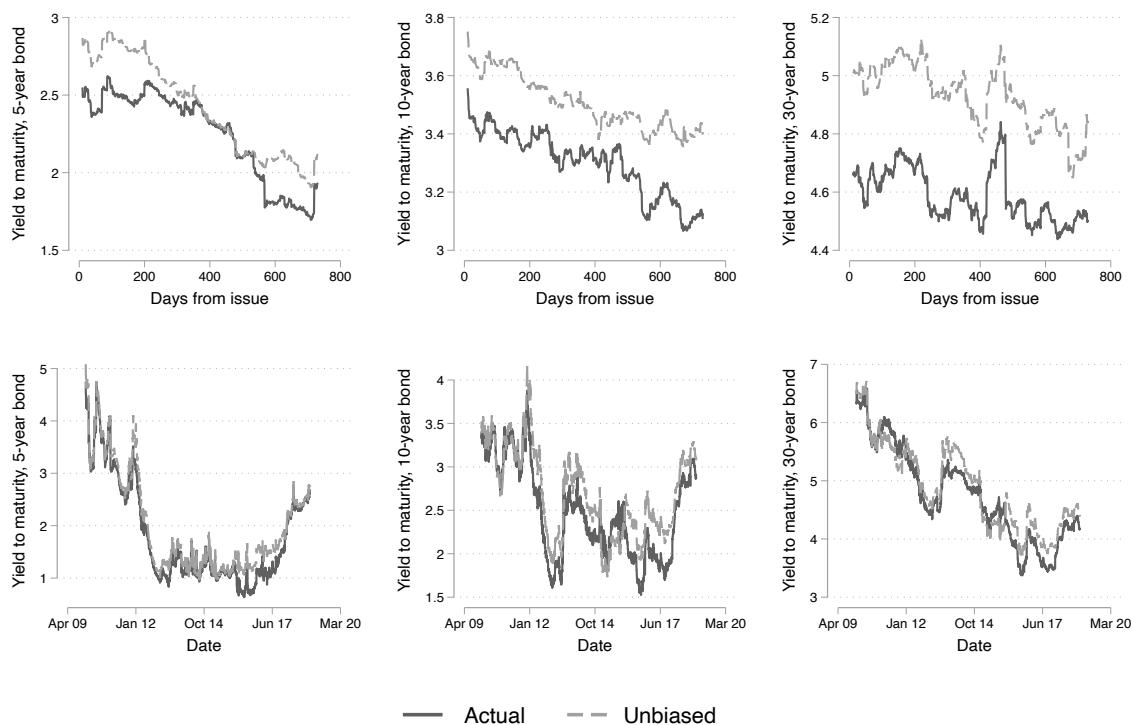 Yield to maturity, 5-year bond
3
2.5
2
1.5
0 200 400 600 800
Days from issue
Yield to maturity, 10-year bond
3.8
3.6
3.4
3.2
3
0 200 400 600 800
Days from issue
Yield to maturity, 30-year bond
5.2
5
4.8
4.6
4.4
0 200 400 600 800
Days from issue
Yield to maturity, 5-year bond
5
4
3
2
1
Apr 09 Jan 12 Oct 14 Jun 17 Mar 20
Date
Yield to maturity, 10-year bond
4
3.5
3
2.5
2
1.5
Apr 09 Jan 12 Oct 14 Jun 17 Mar 20
Date
Yield to maturity, 30-year bond
7
6
5
4
3
Apr 09 Jan 12 Oct 14 Jun 17 Mar 20
Date
Actual Unbiased